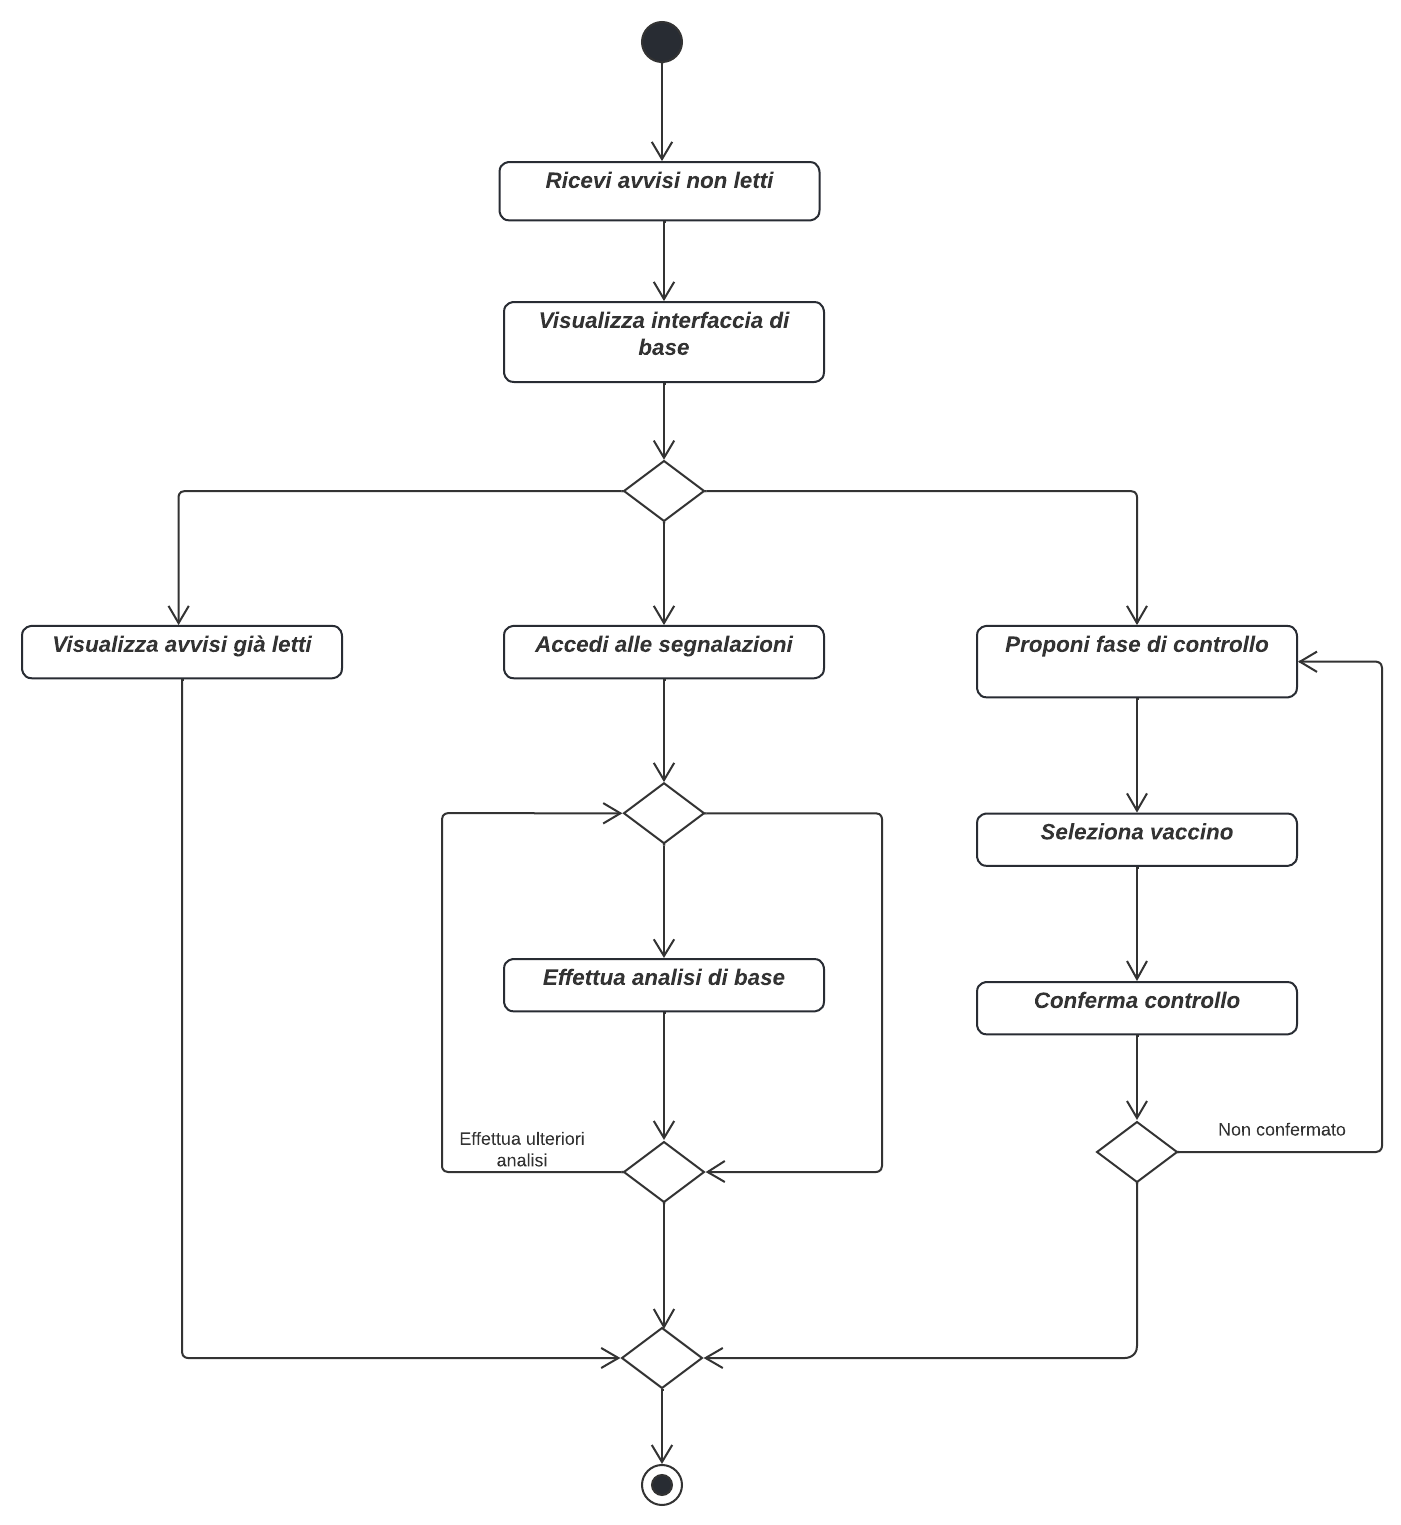 Ricevi avvisi non letti
Visualizza interfaccia di
base
Visualizza avvisi già letti
Accedi alle segnalazioni
Proponi fase di controllo
Seleziona vaccino
Effettua analisi di base
Conferma controllo
Effettua ulteriori
analisi
Non confermato